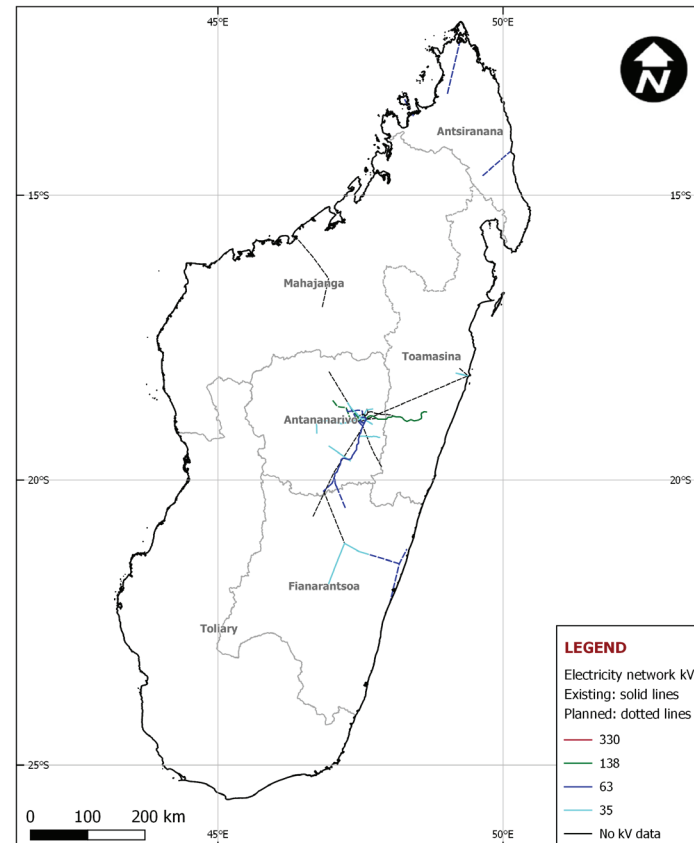 45°E 50°E
N
Antsiranana
15°S 15°S
Mahajanga
Toamasina
Antananarivo
20°S 20°S
Fianarantsoa
Toliary
LEGEND
Electricity network kV
Existing: solid lines
Planned: dotted lines
330
138
63
35
No kV data
25°S
0 100 200 km
45°E 50°E